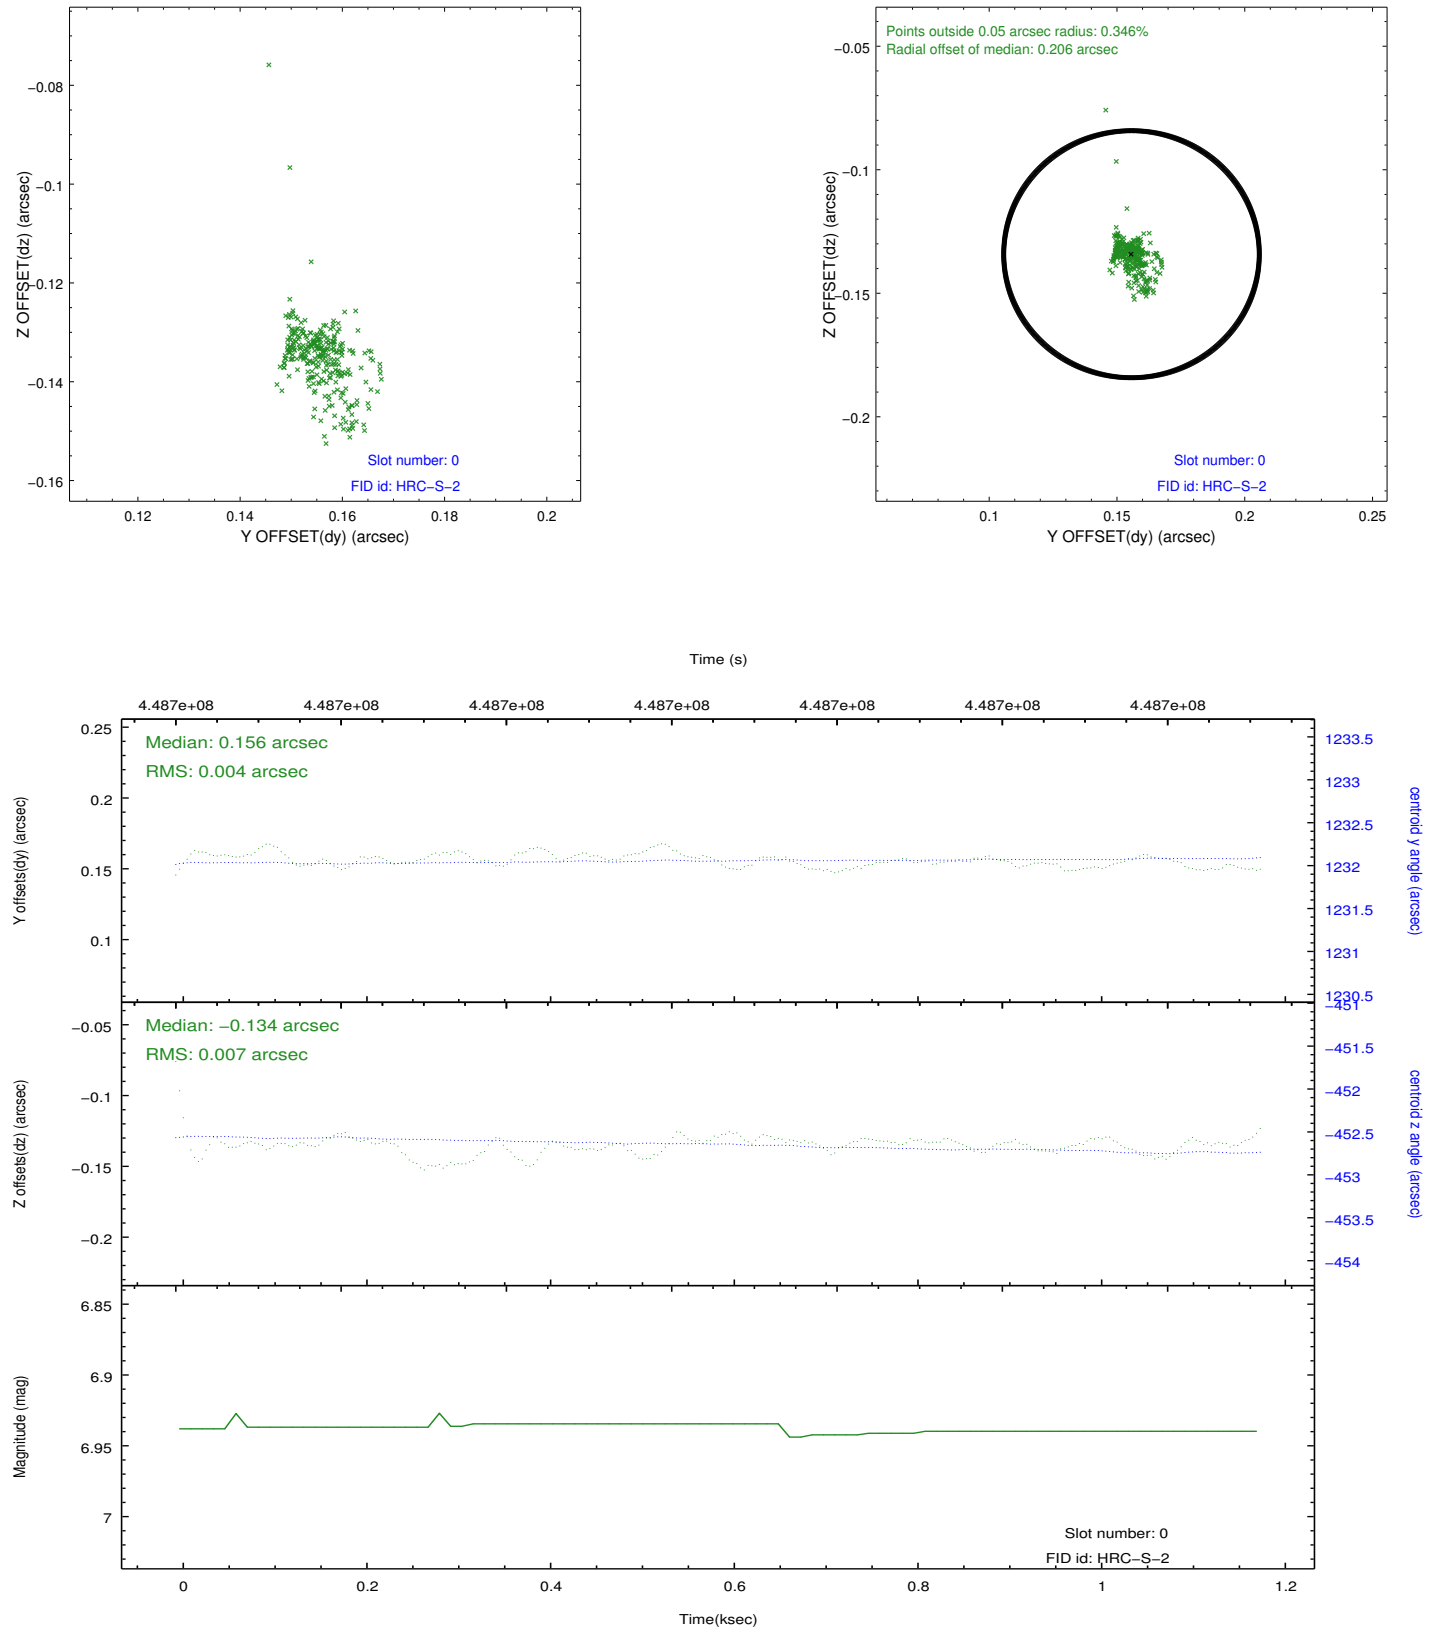 −0.08
−0.1
−0.12
−0.14
−0.16
Z OFFSET(dz) (arcsec)
Slot number: 0
FID id: HRC−S−2
0.12
0.14
0.16
0.18
0.2
Y OFFSET(dy) (arcsec)
Points outside 0.05 arcsec radius: 0.346%
Radial offset of median: 0.206 arcsec
−0.05
−0.1
−0.15
−0.2
Z OFFSET(dz) (arcsec)
Slot number: 0
FID id: HRC−S−2
0.1
0.15
0.2
0.25
Y OFFSET(dy) (arcsec)
Time (s)
4.487e+08
4.487e+08
4.487e+08
4.487e+08
4.487e+08
4.487e+08
4.487e+08
0.25
0.2
0.15
0.1
Y offsets(dy) (arcsec)
Median: 0.156 arcsec
RMS: 0.004 arcsec
1233.5
1233
1232.5
1232
1231.5
1231
1230.5
centroid y angle (arcsec)
−0.05
−0.1
−0.15
−0.2
Z offsets(dz) (arcsec)
Median: −0.134 arcsec
RMS: 0.007 arcsec
−451
−451.5
−452
−452.5
−453
−453.5
−454
centroid z angle (arcsec)
6.85
6.9
6.95
7
Magnitude (mag)
Slot number: 0
FID id: HRC−S−2
0
0.2
0.4
0.6
0.8
1
1.2
Time(ksec)